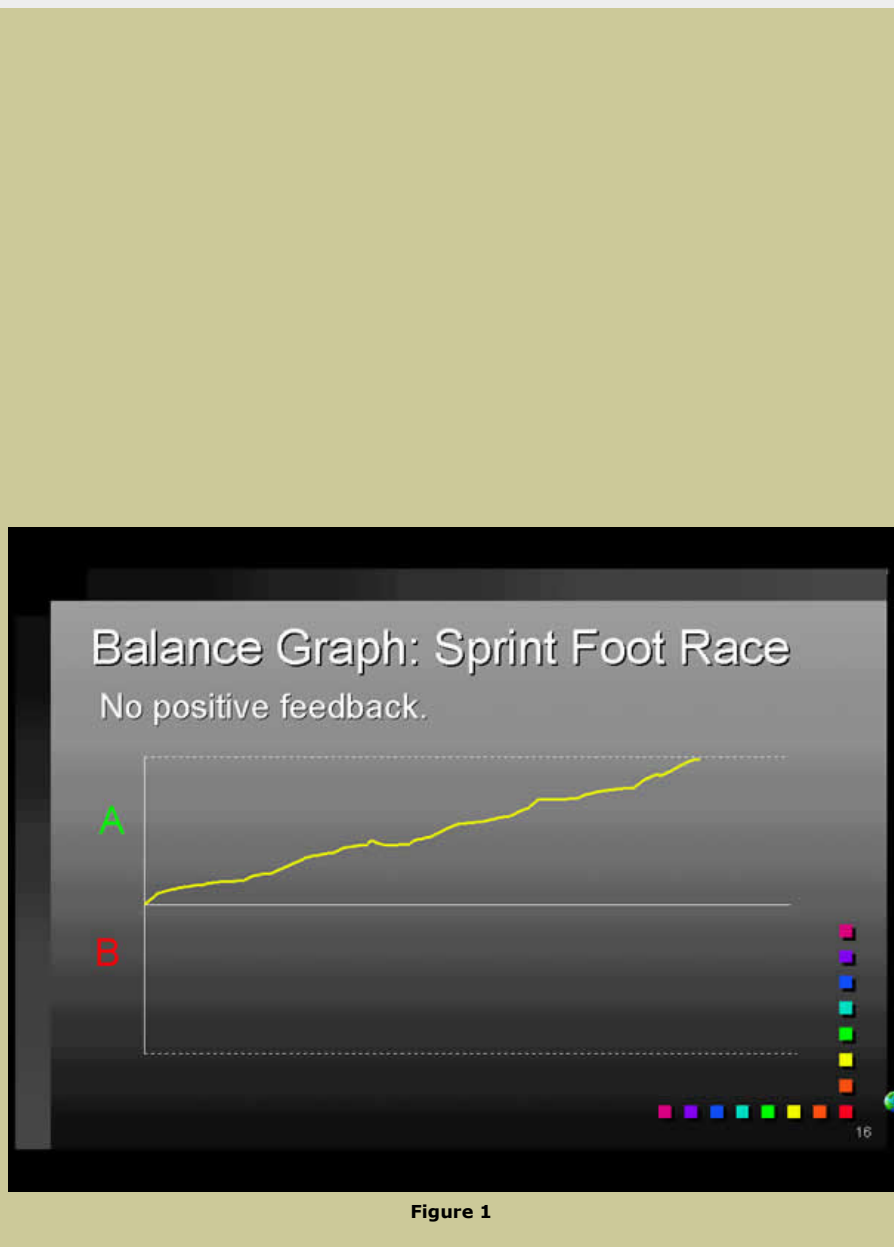 Balance Graph: Sprint Foot Race
No positive feedback.
A
B
16
Figure 1